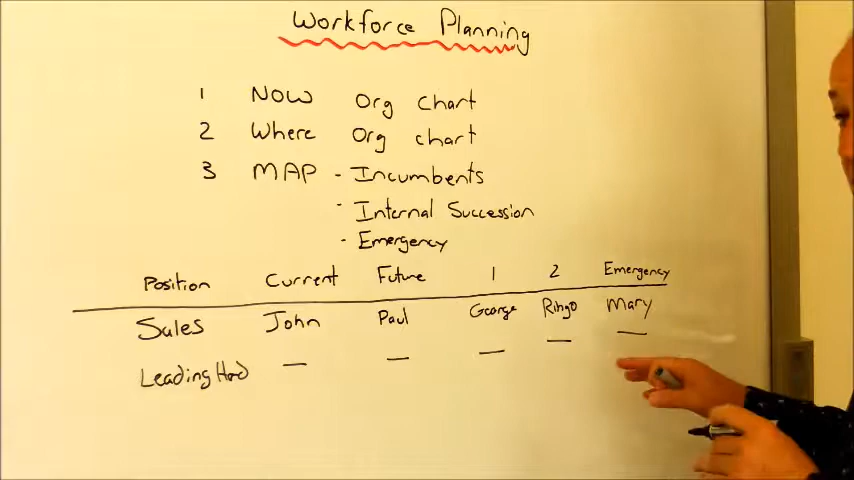 Workforce Planning
1 NOW Org chart
2 Where Org chart
3 MAP - Incumbents
- Internal Succession
- Emergency
Position Current Future 1 2 Emergency
Sales John Paul George Ringo Mary
Leading Hand — — — — —